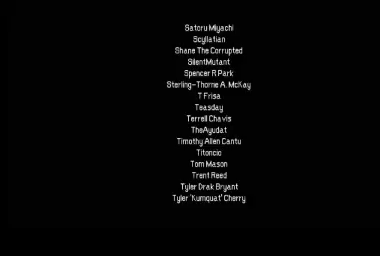 Satoru Miyachi
Scyllatian
Shane The Corrupted
SilentMutant
Spencer R Park
Sterling-Thorne A. McKay
T Frisa
Teasday
Terrell Chavis
TheAyudat
Timothy Allen Cantu
Titoncio
Tom Mason
Trent Reed
Tyler Drak Bryant
Tyler 'Kumquat' Cherry